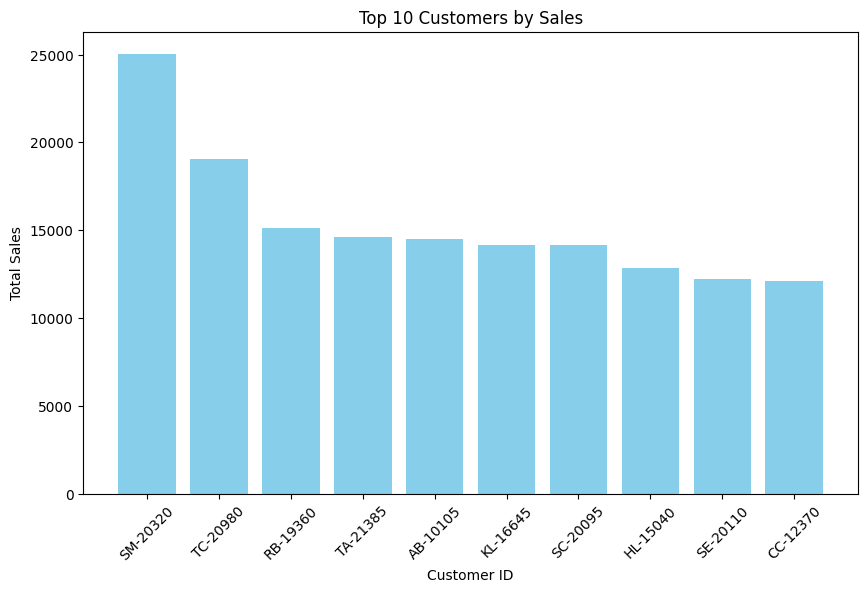 Top 10 Customers by Sales
Total Sales
25000
20000
15000
10000
5000
0
SM-20320
TC-20980
RB-19360
TA-21385
AB-10105
KL-16645
SC-20095
HL-15040
SE-20110
CC-12370
Customer ID